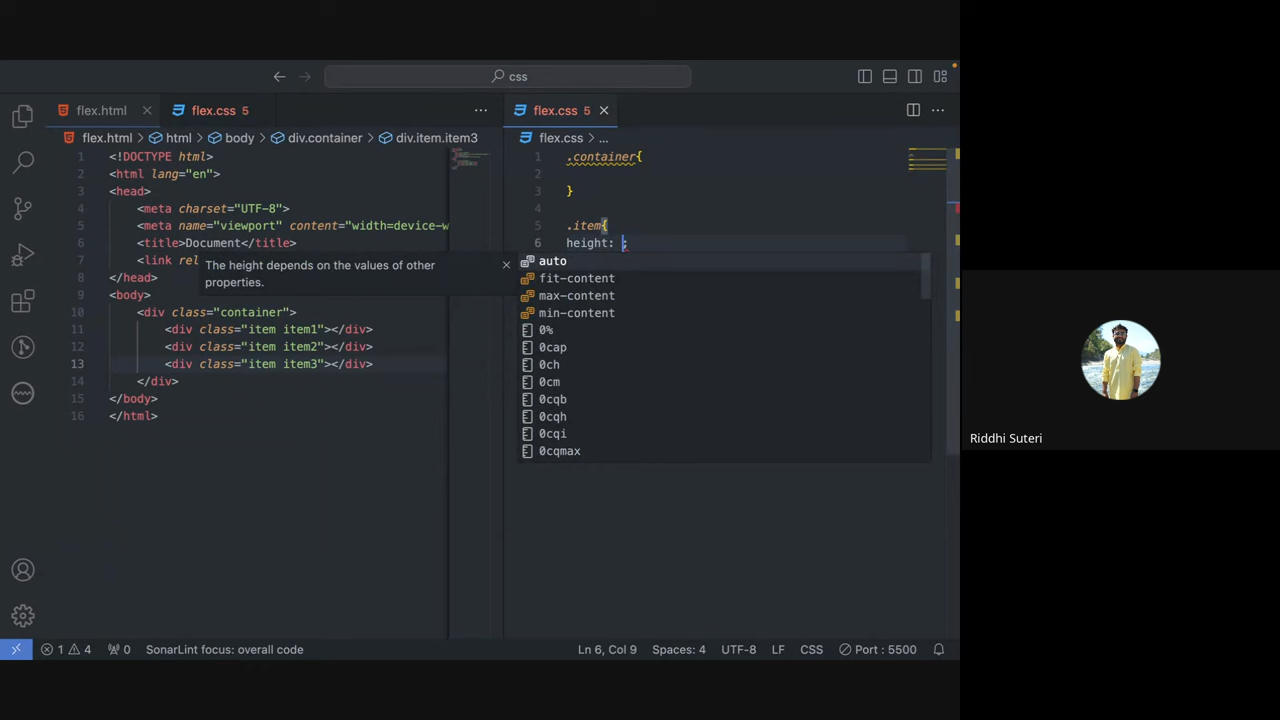 css
flex.html
flex.css 5
flex.html > html > body > div.container > div.item.item3
1 <!DOCTYPE html>
2 <html lang="en">
3 <head>
4 <meta charset="UTF-8">
5 <meta name="viewport" content="width=device-w
6 <title>Document</title>
7 <link rel
8 </head>
9 <body>
10 <div class="container">
11 <div class="item item1"></div>
12 <div class="item item2"></div>
13 <div class="item item3"></div>
14 </div>
15 </body>
16 </html>
The height depends on the values of other
properties.
flex.css 5
flex.css > ...
1 .container{
2
3 }
4
5 .item{
6 height: ;
auto
fit-content
max-content
min-content
0%
0cap
0ch
0cm
0cqb
0cqh
0cqi
0cqmax
1 4 0 SonarLint focus: overall code Ln 6, Col 9 Spaces: 4 UTF-8 LF CSS Port : 5500
Riddhi Suteri